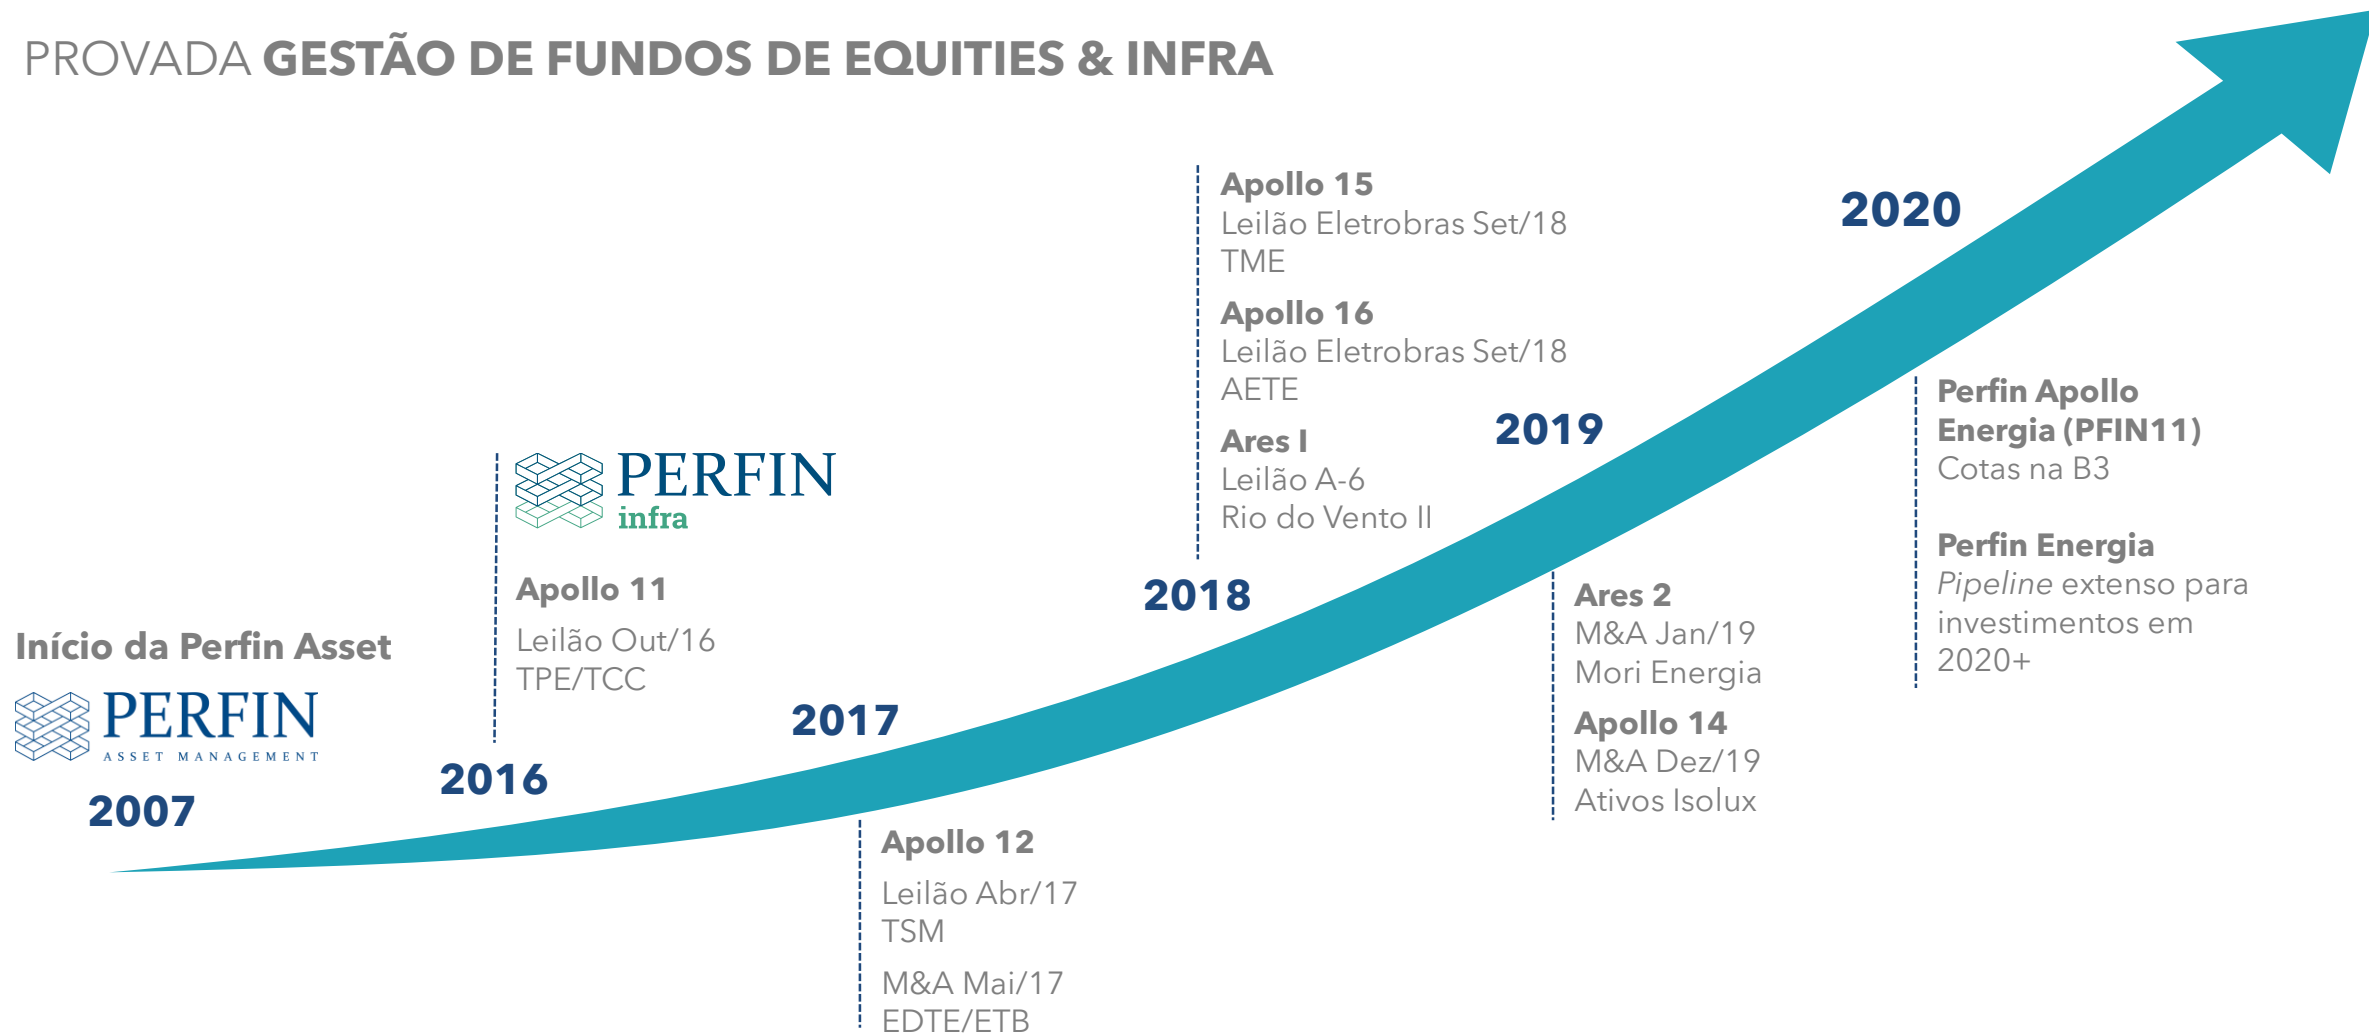 PROVADA GESTÃO DE FUNDOS DE EQUITIES & INFRA
Início da Perfin Asset
PERFIN
ASSET MANAGEMENT
2007
PERFIN
infra
Apollo 11
Leilão Out/16
TPE/TCC
2016
2017
Apollo 12
Leilão Abr/17
TSM
M&A Mai/17
EDTE/ETB
Apollo 15
Leilão Eletrobras Set/18
TME
Apollo 16
Leilão Eletrobras Set/18
AETE
Ares I
Leilão A-6
Rio do Vento II
2018
2019
Ares 2
M&A Jan/19
Mori Energia
Apollo 14
M&A Dez/19
Ativos Isolux
2020
Perfin Apollo
Energia (PFIN11)
Cotas na B3
Perfin Energia
Pipeline extenso para
investimentos em
2020+